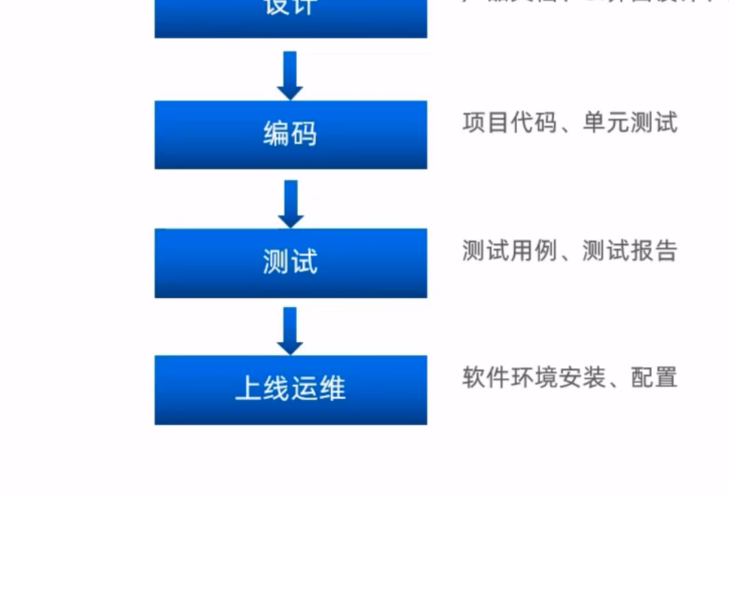 设计
编码
项目代码、单元测试
测试
测试用例、测试报告
上线运维
软件环境安装、配置